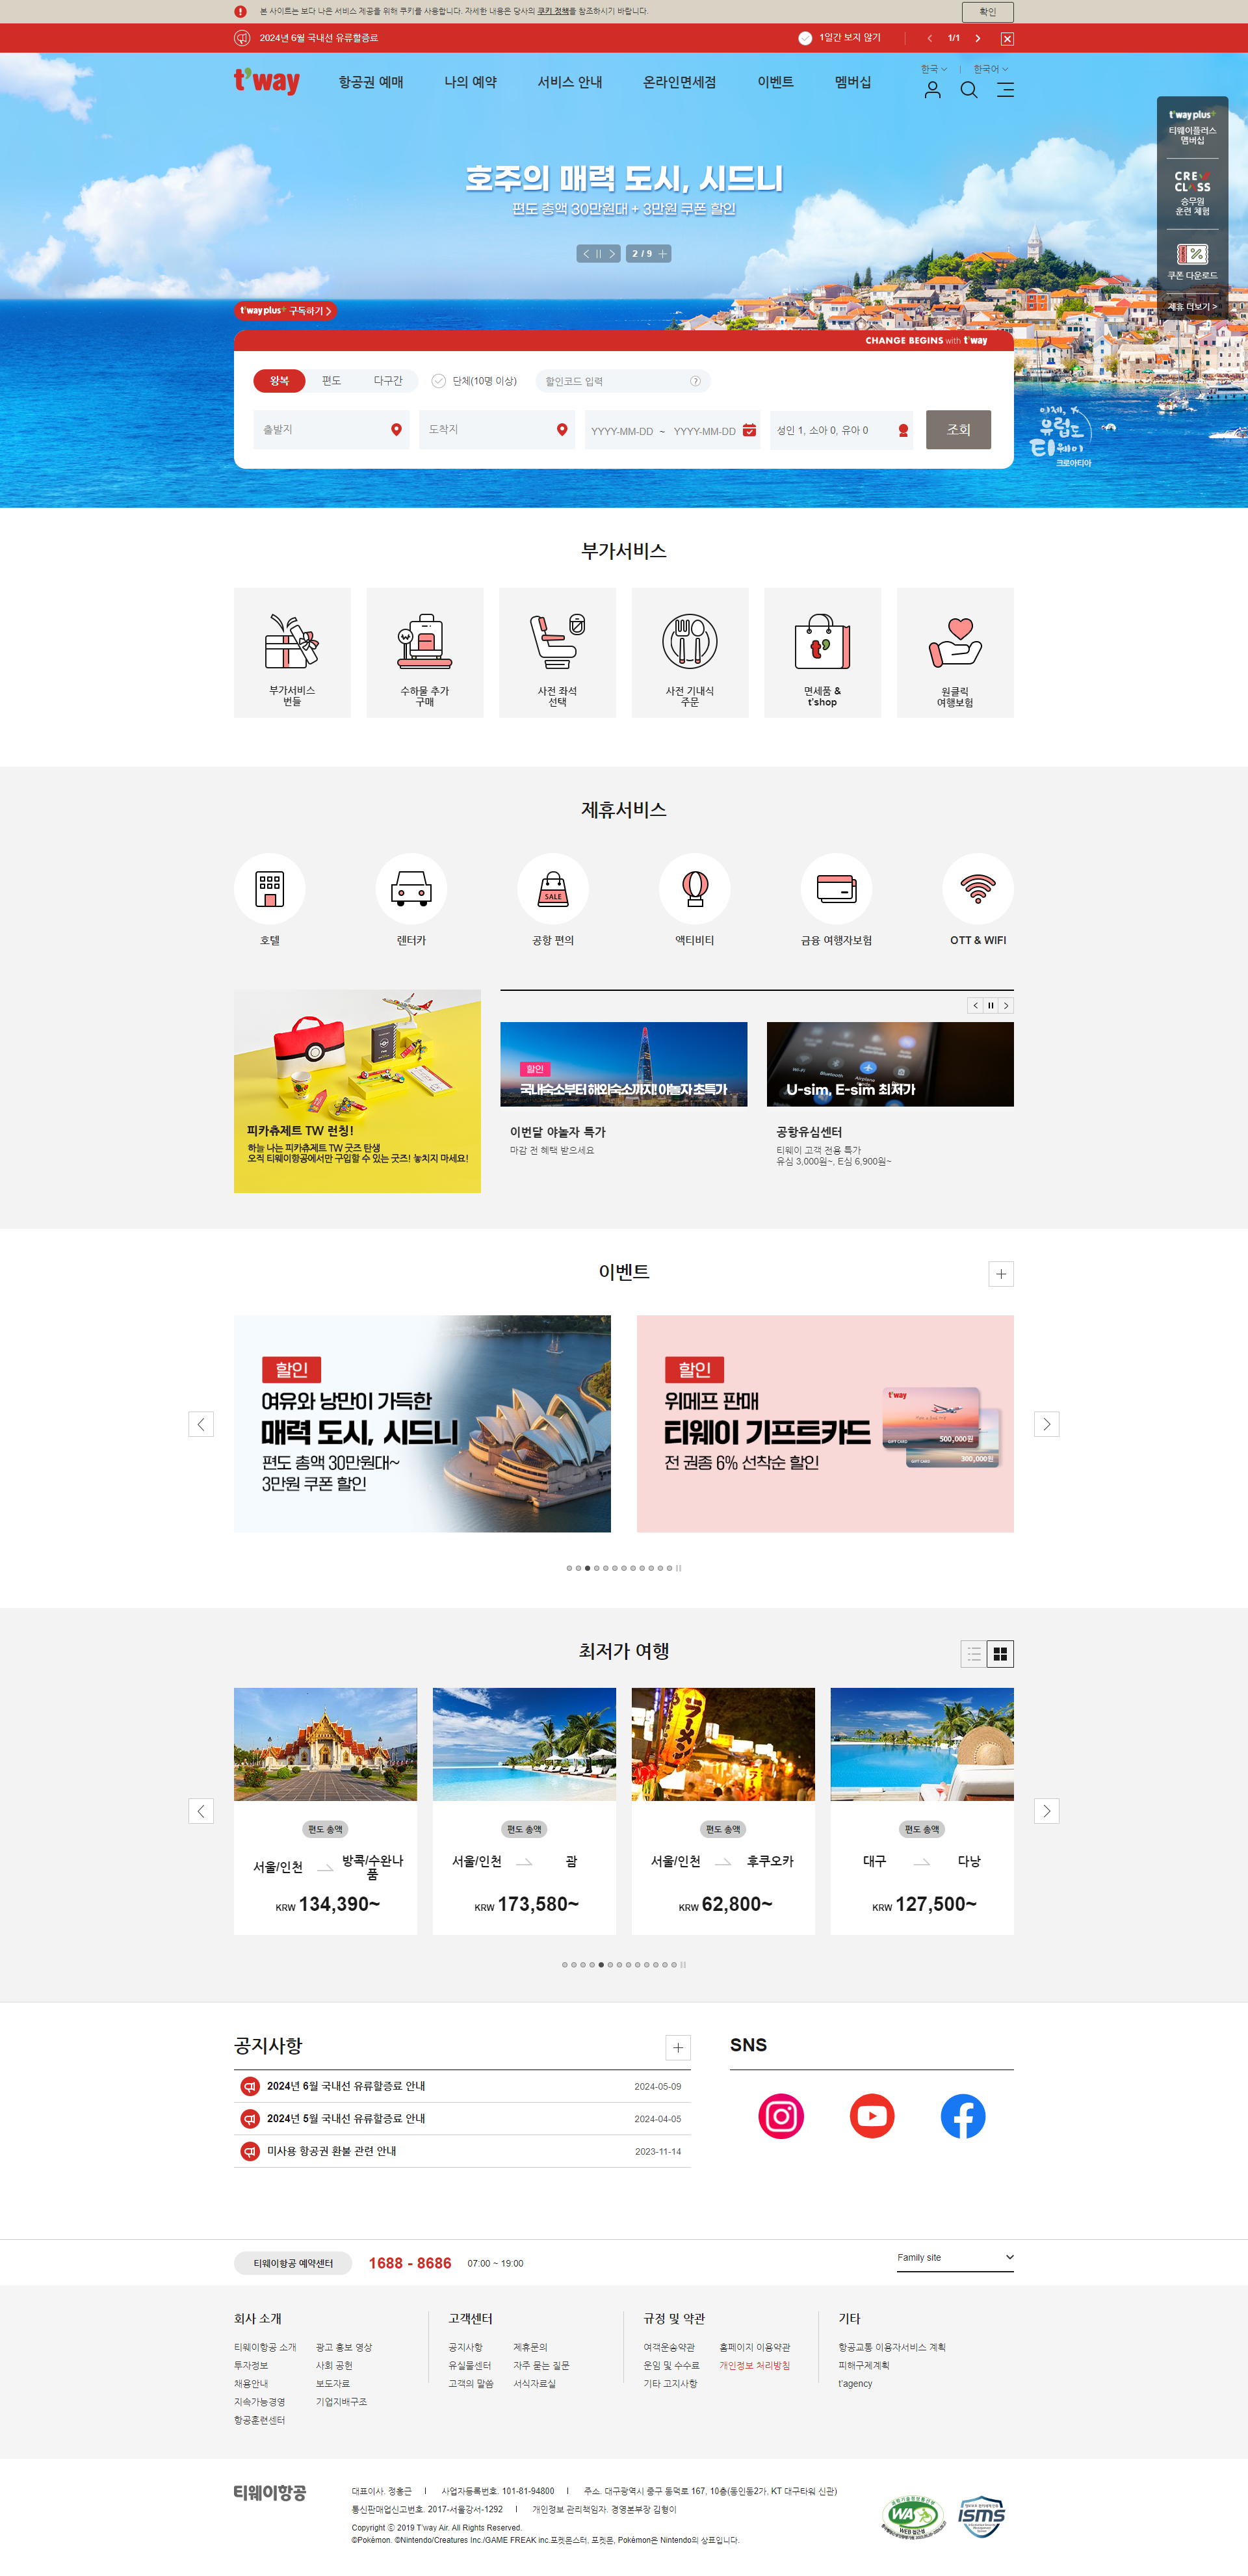 본 사이트는 보다 나은 서비스 제공을 위해 쿠키를 사용합니다. 자세한 내용은 당사의 쿠키 정책을 참조하시기 바랍니다.
확인
2024년 6월 국내선 유류할증료
1일간 보지 않기
1/1
한국
한국어
t'way
항공권 예매
나의 예약
서비스 안내
온라인면세점
이벤트
멤버십
t'way plus+
티웨이플러스
멤버십
CREW
CLASS
승무원
훈련 체험
쿠폰 다운로드
제휴 더보기 >
호주의 매력 도시, 시드니
편도 총액 30만원대 + 3만원 쿠폰 할인
2 / 9
t'way plus+ 구독하기
CHANGE BEGINS with t'way
왕복
편도
다구간
단체(10명 이상)
할인코드 입력
출발지
도착지
YYYY-MM-DD ~ YYYY-MM-DD
성인 1, 소아 0, 유아 0
조회
이제,
유럽도
티웨이
크로아티아
부가서비스
부가서비스
번들
수하물 추가
구매
사전 좌석
선택
사전 기내식
주문
면세품 &
t'shop
원클릭
여행보험
제휴서비스
호텔
렌터카
SALE
공항 편의
액티비티
금융 여행자보험
OTT & WIFI
피카츄제트 TW 런칭!
하늘 나는 피카츄제트 TW 굿즈 탄생
오직 티웨이항공에서만 구입할 수 있는 굿즈! 놓치지 마세요!
할인
국내숙소부터 해외숙소까지! 야놀자 초특가
이번달 야놀자 특가
마감 전 혜택 받으세요
U-sim, E-sim 최저가
공항유심센터
티웨이 고객 전용 특가
유심 3,000원~, E심 6,900원~
이벤트
할인
여유와 낭만이 가득한
매력 도시, 시드니
편도 총액 30만원대~
3만원 쿠폰 할인
할인
위메프 판매
티웨이 기프트카드
전 권종 6% 선착순 할인
t'way
GIFT CARD
500,000원
GIFT CARD
300,000원
최저가 여행
편도 총액
서울/인천
방콕/수완나품
KRW 134,390~
편도 총액
서울/인천
괌
KRW 173,580~
편도 총액
서울/인천
후쿠오카
KRW 62,800~
편도 총액
대구
다낭
KRW 127,500~
공지사항
2024년 6월 국내선 유류할증료 안내
2024-05-09
2024년 5월 국내선 유류할증료 안내
2024-04-05
미사용 항공권 환불 관련 안내
2023-11-14
SNS
티웨이항공 예약센터
1688 - 8686
07:00 ~ 19:00
Family site
회사 소개
티웨이항공 소개
광고 홍보 영상
투자정보
사회 공헌
채용안내
보도자료
지속가능경영
기업지배구조
항공훈련센터
고객센터
공지사항
제휴문의
유실물센터
자주 묻는 질문
고객의 말씀
서식자료실
규정 및 약관
여객운송약관
홈페이지 이용약관
운임 및 수수료
개인정보 처리방침
기타 고지사항
기타
항공교통 이용자서비스 계획
피해구제계획
t'agency
티웨이항공
대표이사. 정홍근 | 사업자등록번호. 101-81-94800 | 주소. 대구광역시 중구 동덕로 167, 10층(동인동2가, KT 대구타워 신관)
통신판매업신고번호. 2017-서울강서-1292 | 개인정보 관리책임자. 경영본부장 김형이
Copyright ⓒ 2019 T'way Air. All Rights Reserved.
©Pokémon. ©Nintendo/Creatures Inc./GAME FREAK inc.포켓몬스터, 포켓몬, Pokémon은 Nintendo의 상표입니다.
WA
WEB 접근성
ISMS